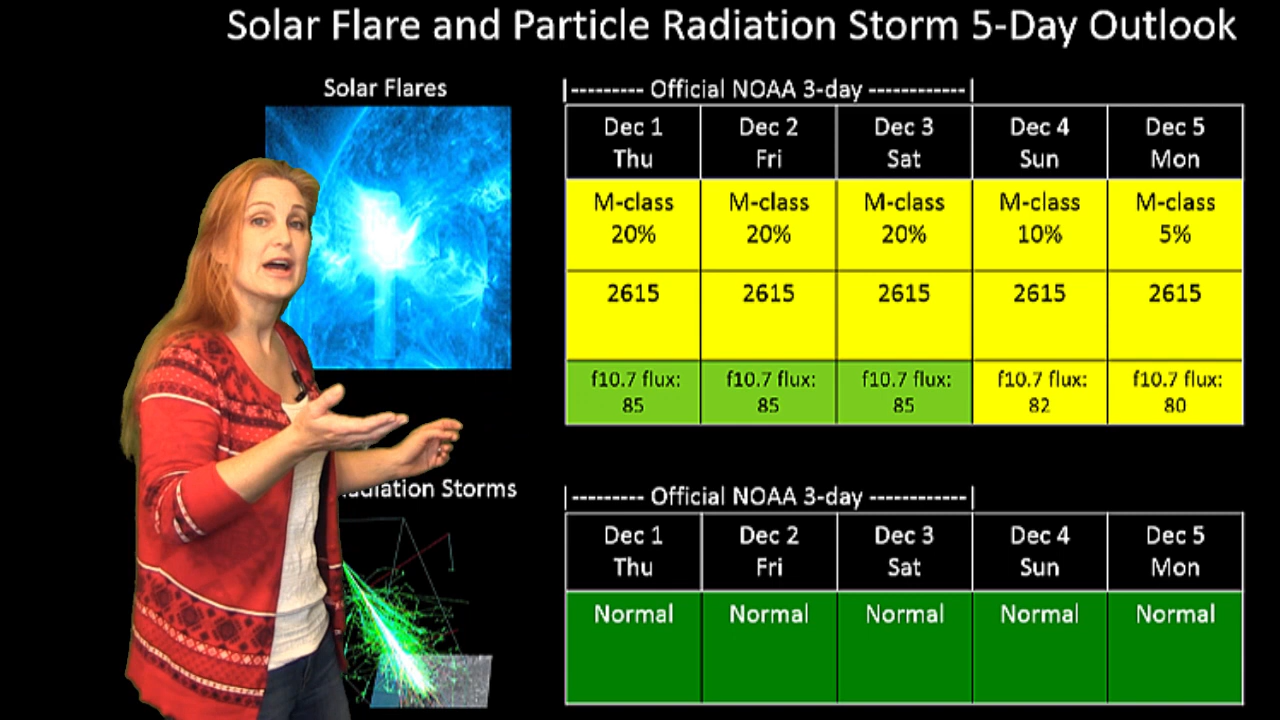 Solar Flare and Particle Radiation Storm 5-Day Outlook
Solar Flares
|--------- Official NOAA 3-day ------------|
Dec 1 Dec 2 Dec 3 Dec 4 Dec 5
Thu Fri Sat Sun Mon
M-class M-class M-class M-class M-class
20% 20% 20% 10% 5%
2615 2615 2615 2615 2615
f10.7 flux: f10.7 flux: f10.7 flux: f10.7 flux: f10.7 flux:
85 85 85 82 80
Storms
|--------- Official NOAA 3-day ------------|
Dec 1 Dec 2 Dec 3 Dec 4 Dec 5
Thu Fri Sat Sun Mon
Normal Normal Normal Normal Normal